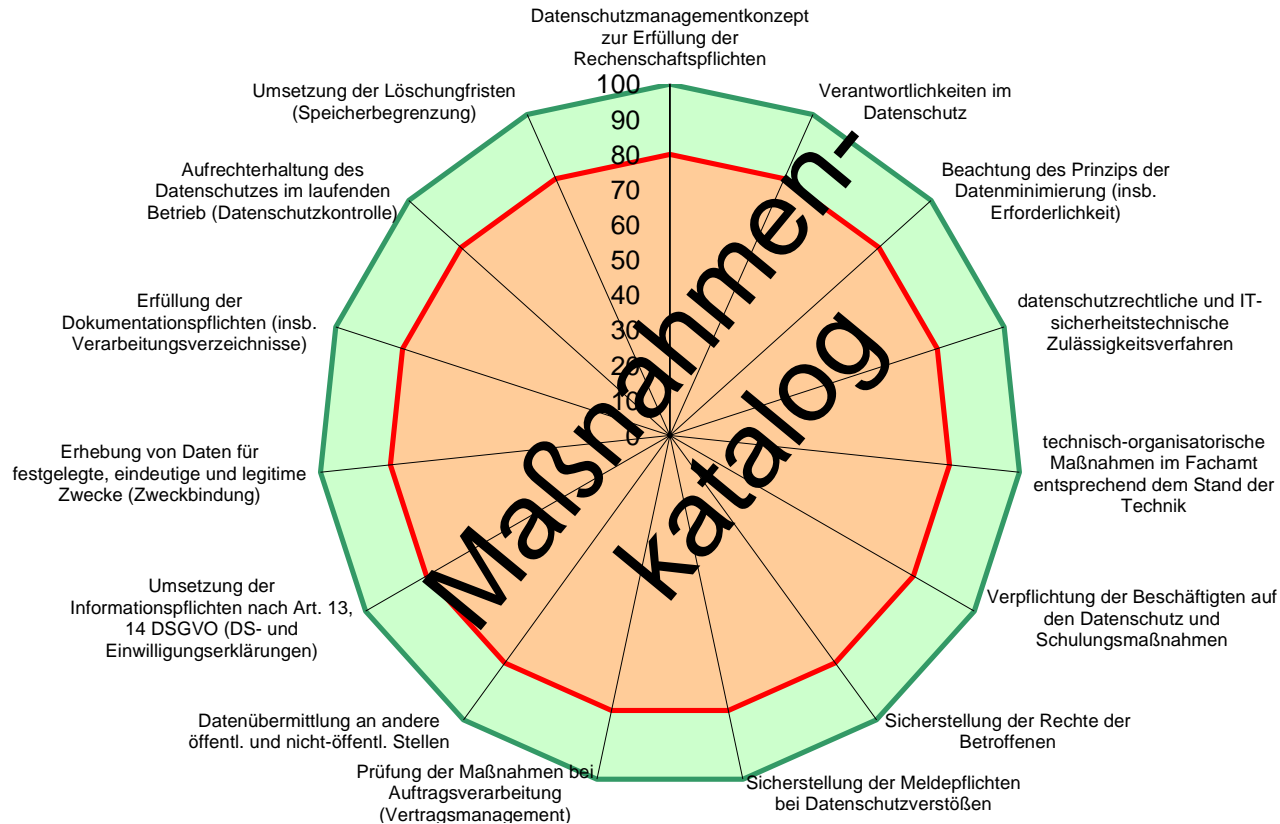 Datenschutzmanagementkonzept
zur Erfüllung der
Rechenschaftspflichten
Verantwortlichkeiten im
Datenschutz
Beachtung des Prinzips der
Datenminimierung (insb.
Erforderlichkeit)
datenschutzrechtliche und IT-
sicherheitstechnische
Zulässigkeitsverfahren
technisch-organisatorische
Maßnahmen im Fachamt
entsprechend dem Stand der
Technik
Verpflichtung der Beschäftigten auf
den Datenschutz und
Schulungsmaßnahmen
Sicherstellung der Rechte der
Betroffenen
Sicherstellung der Meldepflichten
bei Datenschutzverstößen
Prüfung der Maßnahmen bei
Auftragsverarbeitung
(Vertragsmanagement)
Datenübermittlung an andere
öffentl. und nicht-öffentl. Stellen
Umsetzung der
Informationspflichten nach Art. 13,
14 DSGVO (DS- und
Einwilligungserklärungen)
Erhebung von Daten für
festgelegte, eindeutige und legitime
Zwecke (Zweckbindung)
Erfüllung der
Dokumentationspflichten (insb.
Verarbeitungsverzeichnisse)
Aufrechterhaltung des
Datenschutzes im laufenden
Betrieb (Datenschutzkontrolle)
Umsetzung der Löschungfristen
(Speicherbegrenzung)
100
90
80
70
60
50
40
30
20
10
0
Maßnahmen-
katalog